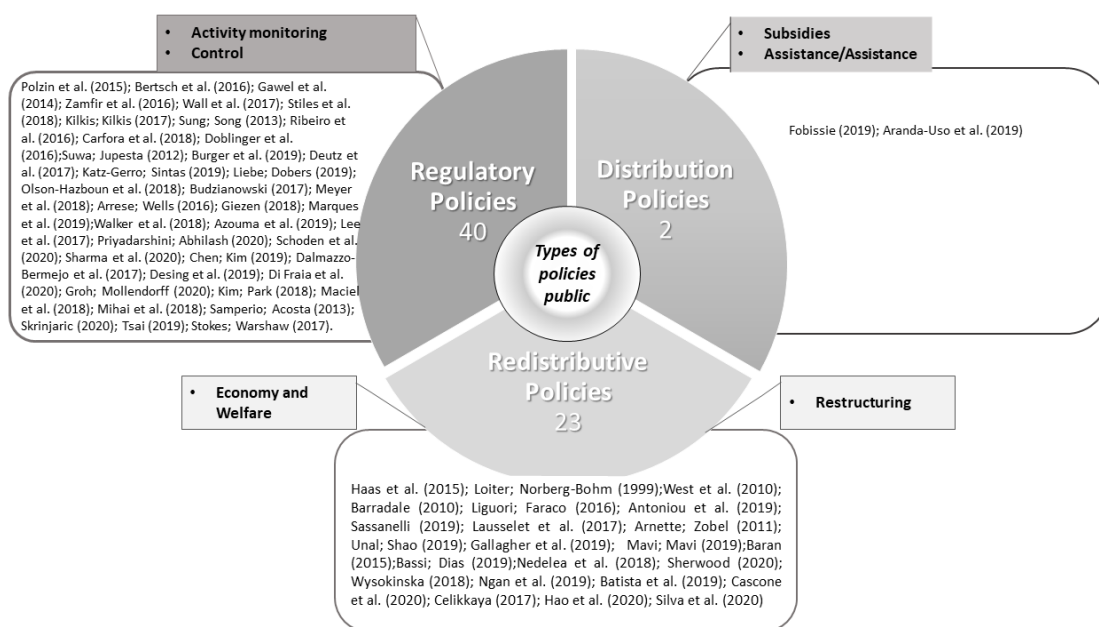 • Activity monitoring
• Control
Polzin et al. (2015); Bertsch et al. (2016); Gawel et al.
(2014); Zamfir et al. (2016); Wall et al. (2017); Stiles et al.
(2018); Kilkis; Kilkis (2017); Sung; Song (2013); Ribeiro et
al. (2016); Carfora et al. (2018); Doblinger et al.
(2016);Suwa; Jupesta (2012); Burger et al. (2019); Deutz et
al. (2017); Katz-Gerro; Sintas (2019); Liebe; Dobers (2019);
Olson-Hazboun et al. (2018); Budzianowski (2017); Meyer
et al. (2018); Arrese; Wells (2016); Giezen (2018); Marques
et al. (2019);Walker et al. (2018); Azouma et al. (2019); Lee
et al. (2017); Priyadarshini; Abhilash (2020); Schoden et al.
(2020); Sharma et al. (2020); Chen; Kim (2019); Dalmazzo-
Bermejo et al. (2017); Desing et al. (2019); Di Fraia et al.
(2020); Groh; Mollendorff (2020); Kim; Park (2018); Maciel
et al. (2018); Mihai et al. (2018); Samperio; Acosta (2013);
Skrinjaric (2020); Tsai (2019); Stokes; Warshaw (2017).
Regulatory
Policies
40
• Subsidies
• Assistance/Assistance
Fobissie (2019); Aranda-Uso et al. (2019)
Distribution
Policies
2
Types of
policies
public
Redistributive
Policies
23
• Economy and
Welfare
• Restructuring
Haas et al. (2015); Loiter; Norberg-Bohm (1999);West et al. (2010);
Barradale (2010); Liguori; Faraco (2016); Antoniou et al. (2019);
Sassanelli (2019); Lausselet et al. (2017); Arnette; Zobel (2011);
Unal; Shao (2019); Gallagher et al. (2019); Mavi; Mavi (2019);Baran
(2015);Bassi; Dias (2019);Nedelea et al. (2018); Sherwood (2020);
Wysokinska (2018); Ngan et al. (2019); Batista et al. (2019); Cascone
et al. (2020); Celikkaya (2017); Hao et al. (2020); Silva et al. (2020)